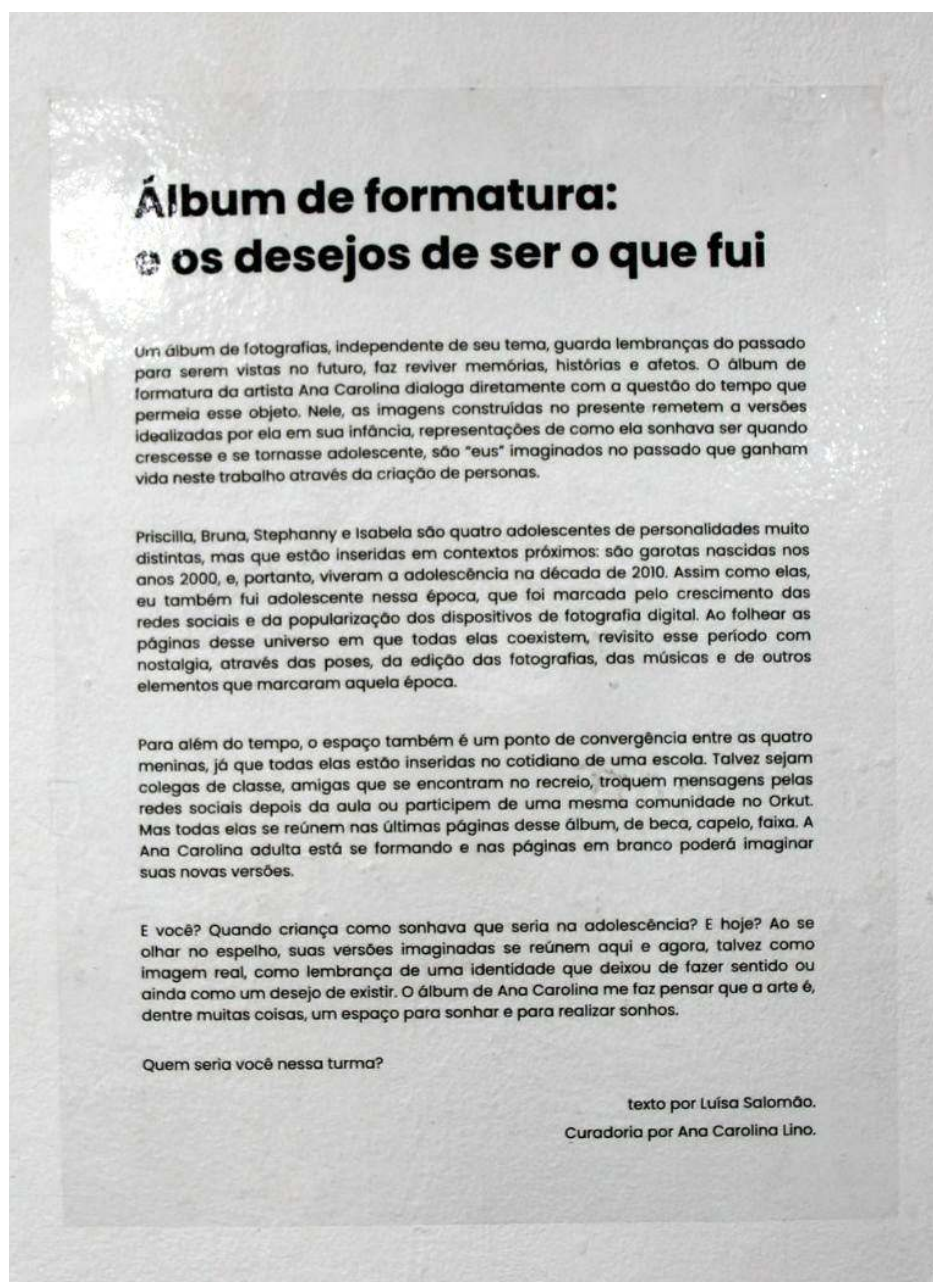 Álbum de formatura:
e os desejos de ser o que fui
Um álbum de fotografias, independente de seu tema, guarda lembranças do passado
para serem vistas no futuro, faz reviver memórias, histórias e afetos. O álbum de
formatura da artista Ana Carolina dialoga diretamente com a questão do tempo que
permeia esse objeto. Nele, as imagens construídas no presente remetem a versões
idealizadas por ela em sua infância, representações de como ela sonhava ser quando
crescesse e se tornasse adolescente, são "eus" imaginados no passado que ganham
vida neste trabalho através da criação de personas.
Priscilla, Bruna, Stephanny e Isabela são quatro adolescentes de personalidades muito
distintas, mas que estão inseridas em contextos próximos: são garotas nascidas nos
anos 2000, e, portanto, viveram a adolescência na década de 2010. Assim como elas,
eu também fui adolescente nessa época, que foi marcada pelo crescimento das
redes sociais e da popularização dos dispositivos de fotografia digital. Ao folhear as
páginas desse universo em que todas elas coexistem, revisito esse período com
nostalgia, através das poses, da edição das fotografias, das músicas e de outros
elementos que marcaram aquela época.
Para além do tempo, o espaço também é um ponto de convergência entre as quatro
meninas, já que todas elas estão inseridas no cotidiano de uma escola. Talvez sejam
colegas de classe, amigas que se encontram no recreio, troquem mensagens pelas
redes sociais depois da aula ou participem de uma mesma comunidade no Orkut.
Mas todas elas se reúnem nas últimas páginas desse álbum, de beca, capelo, faixa. A
Ana Carolina adulta está se formando e nas páginas em branco poderá imaginar
suas novas versões.
E você? Quando criança como sonhava que seria na adolescência? E hoje? Ao se
olhar no espelho, suas versões imaginadas se reúnem aqui e agora, talvez como
imagem real, como lembrança de uma identidade que deixou de fazer sentido ou
ainda como um desejo de existir. O álbum de Ana Carolina me faz pensar que a arte é,
dentre muitas coisas, um espaço para sonhar e para realizar sonhos.
Quem seria você nessa turma?
texto por Luísa Salomão.
Curadoria por Ana Carolina Lino.